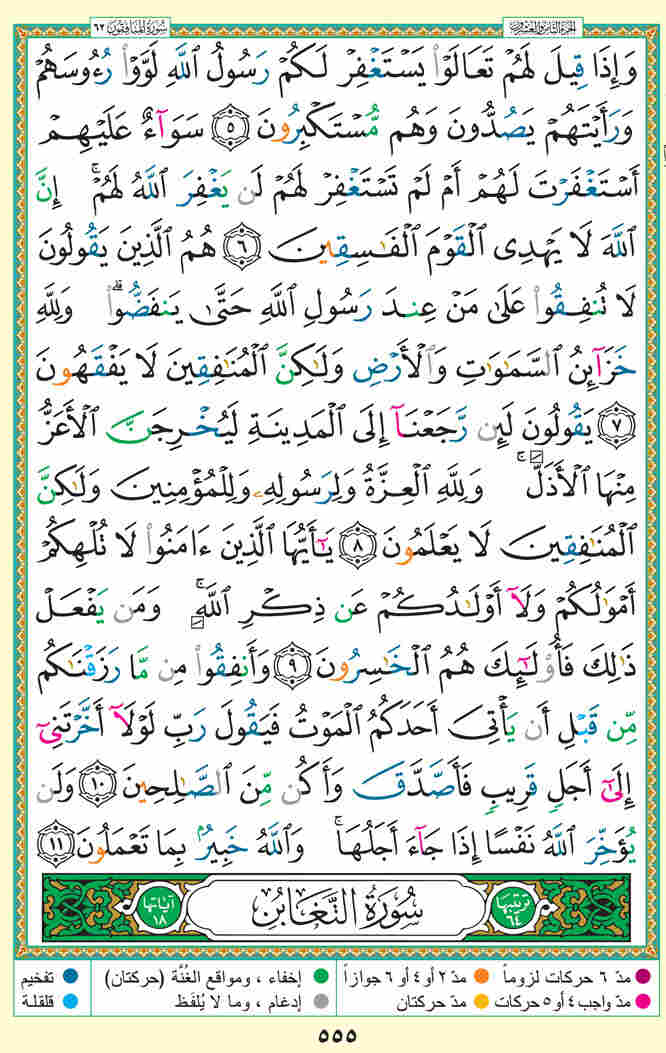 سُورَةُ المُنَافِقُونَ ٦٣ الجزء الثامن والعشرون
وَإِذَا قِيلَ لَهُمْ تَعَالَوْا۟ يَسْتَغْفِرْ لَكُمْ رَسُولُ ٱللَّهِ لَوَّوْا۟ رُءُوسَهُمْ
وَرَأَيْتَهُمْ يَصُدُّونَ وَهُم مُّسْتَكْبِرُونَ ٥ سَوَآءٌ عَلَيْهِمْ
أَسْتَغْفَرْتَ لَهُمْ أَمْ لَمْ تَسْتَغْفِرْ لَهُمْ لَن يَغْفِرَ ٱللَّهُ لَهُمْ ۚ إِنَّ
ٱللَّهَ لَا يَهْدِى ٱلْقَوْمَ ٱلْفَـٰسِقِينَ ٦ هُمُ ٱلَّذِينَ يَقُولُونَ
لَا تُنفِقُوا۟ عَلَىٰ مَنْ عِندَ رَسُولِ ٱللَّهِ حَتَّىٰ يَنفَضُّوا۟ ۗ وَلِلَّهِ
خَزَآئِنُ ٱلسَّمَـٰوَٰتِ وَٱلْأَرْضِ وَلَـٰكِنَّ ٱلْمُنَـٰفِقِينَ لَا يَفْقَهُونَ
٧ يَقُولُونَ لَئِن رَّجَعْنَآ إِلَى ٱلْمَدِينَةِ لَيُخْرِجَنَّ ٱلْأَعَزُّ
مِنْهَا ٱلْأَذَلَّ ۚ وَلِلَّهِ ٱلْعِزَّةُ وَلِرَسُولِهِۦ وَلِلْمُؤْمِنِينَ وَلَـٰكِنَّ
ٱلْمُنَـٰفِقِينَ لَا يَعْلَمُونَ ٨ يَـٰٓأَيُّهَا ٱلَّذِينَ ءَامَنُوا۟ لَا تُلْهِكُمْ
أَمْوَٰلُكُمْ وَلَآ أَوْلَـٰدُكُمْ عَن ذِكْرِ ٱللَّهِ ۚ وَمَن يَفْعَلْ
ذَٰلِكَ فَأُو۟لَـٰٓئِكَ هُمُ ٱلْخَـٰسِرُونَ ٩ وَأَنفِقُوا۟ مِن مَّا رَزَقْنَـٰكُم
مِّن قَبْلِ أَن يَأْتِىَ أَحَدَكُمُ ٱلْمَوْتُ فَيَقُولَ رَبِّ لَوْلَآ أَخَّرْتَنِىٓ
إِلَىٰٓ أَجَلٍ قَرِيبٍ فَأَصَّدَّقَ وَأَكُن مِّنَ ٱلصَّـٰلِحِينَ ١٠ وَلَن
يُؤَخِّرَ ٱللَّهُ نَفْسًا إِذَا جَآءَ أَجَلُهَا ۚ وَٱللَّهُ خَبِيرٌۢ بِمَا تَعْمَلُونَ ١١
ترتيبها ٦٤ سُورَةُ التَّغَابُنِ آياتها ١٨
مدّ ٦ حركات لزوماً مدّ ٢ أو ٤ أو ٦ جوازاً إخفاء ، ومواقع الغُنَّة (حركتان) تفخيم
مدّ واجب ٤ أو ٥ حركات مدّ حركتان إدغام ، وما لا يُلفَظ قلقلة
٥٥٥